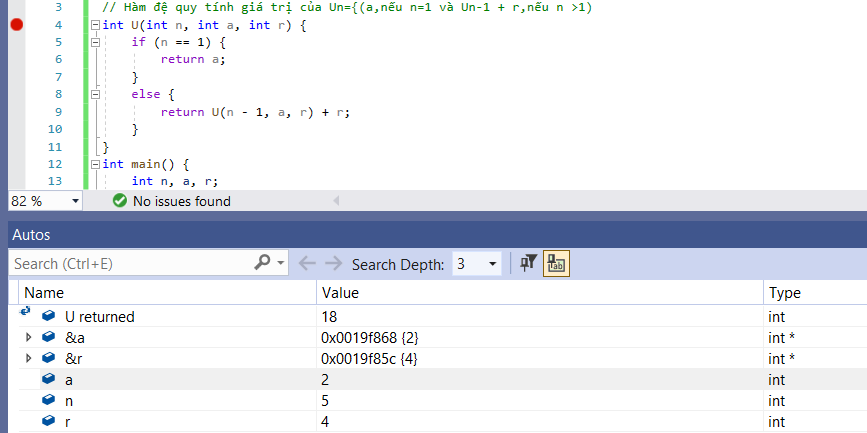 3 // Hàm đệ quy tính giá trị của Un={(a,nếu n=1 và Un-1 + r,nếu n >1)
4 int U(int n, int a, int r) {
5 if (n == 1) {
6 return a;
7 }
8 else {
9 return U(n - 1, a, r) + r;
10 }
11 }
12 int main() {
13 int n, a, r;
82 % No issues found
Autos
Search (Ctrl+E) Search Depth: 3
Name Value Type
U returned 18 int
&a 0x0019f868 {2} int *
&r 0x0019f85c {4} int *
a 2 int
n 5 int
r 4 int